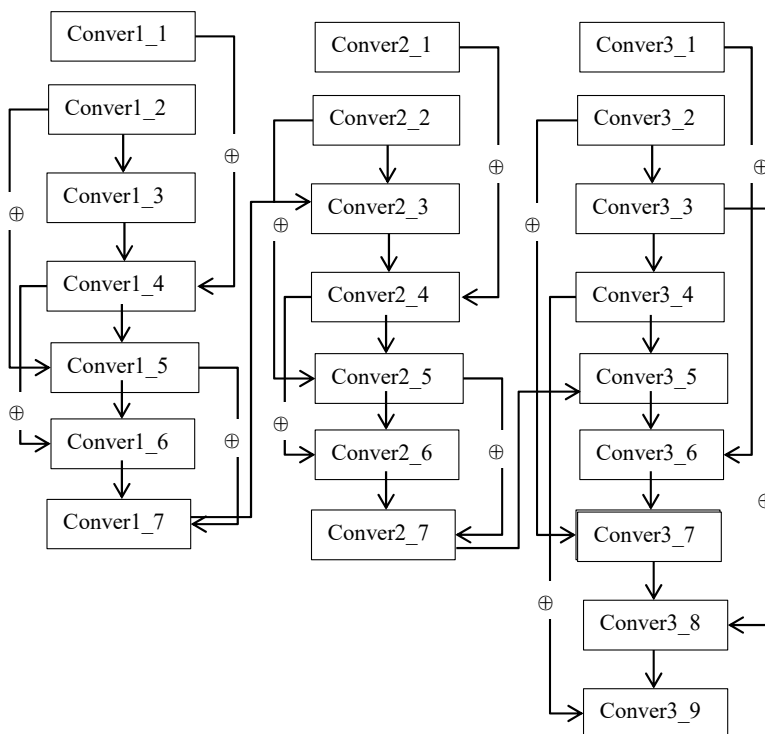 Conver1_1
Conver1_2
⊕
⊕
Conver1_3
Conver1_4
Conver1_5
⊕
⊕
Conver1_6
Conver1_7
Conver2_1
Conver2_2
⊕
Conver2_3
⊕
Conver2_4
Conver2_5
⊕
Conver2_6
⊕
Conver2_7
Conver3_1
Conver3_2
⊕
Conver3_3
⊕
Conver3_4
Conver3_5
Conver3_6
⊕
Conver3_7
⊕
Conver3_8
Conver3_9